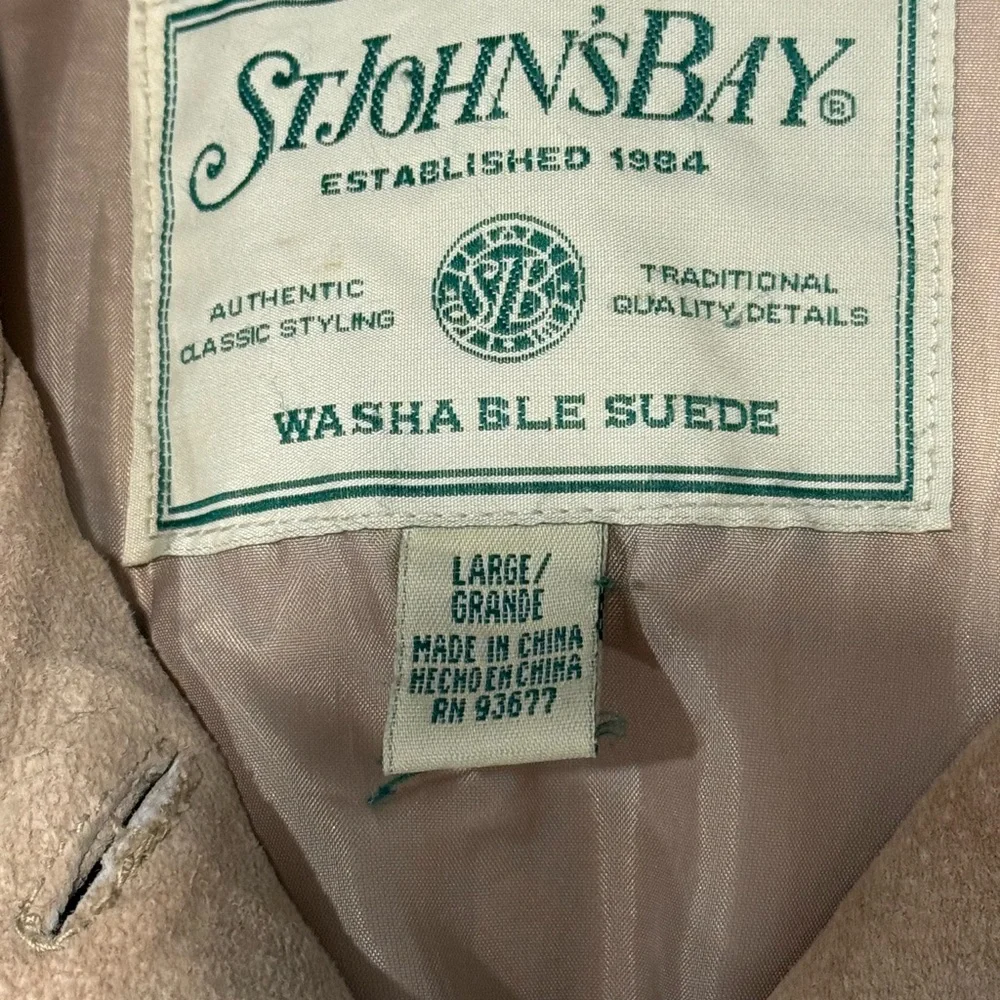 ST JOHN'S BAY®
ESTABLISHED 1984
AUTHENTIC
CLASSIC STYLING
SJB
TRADITIONAL
QUALITY, DETAILS
WASHABLE SUEDE
LARGE/
GRANDE
MADE IN CHINA
HECHO EN CHINA
RN 93677